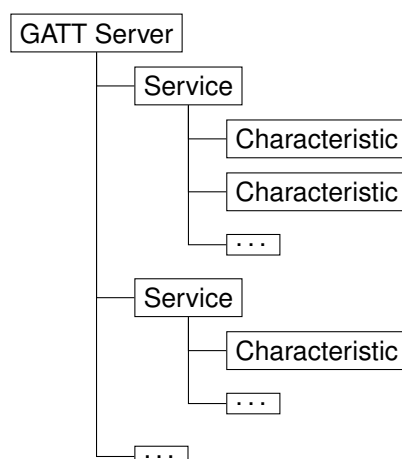 GATT Server
Service
Characteristic
Characteristic
...
Service
Characteristic
...
...